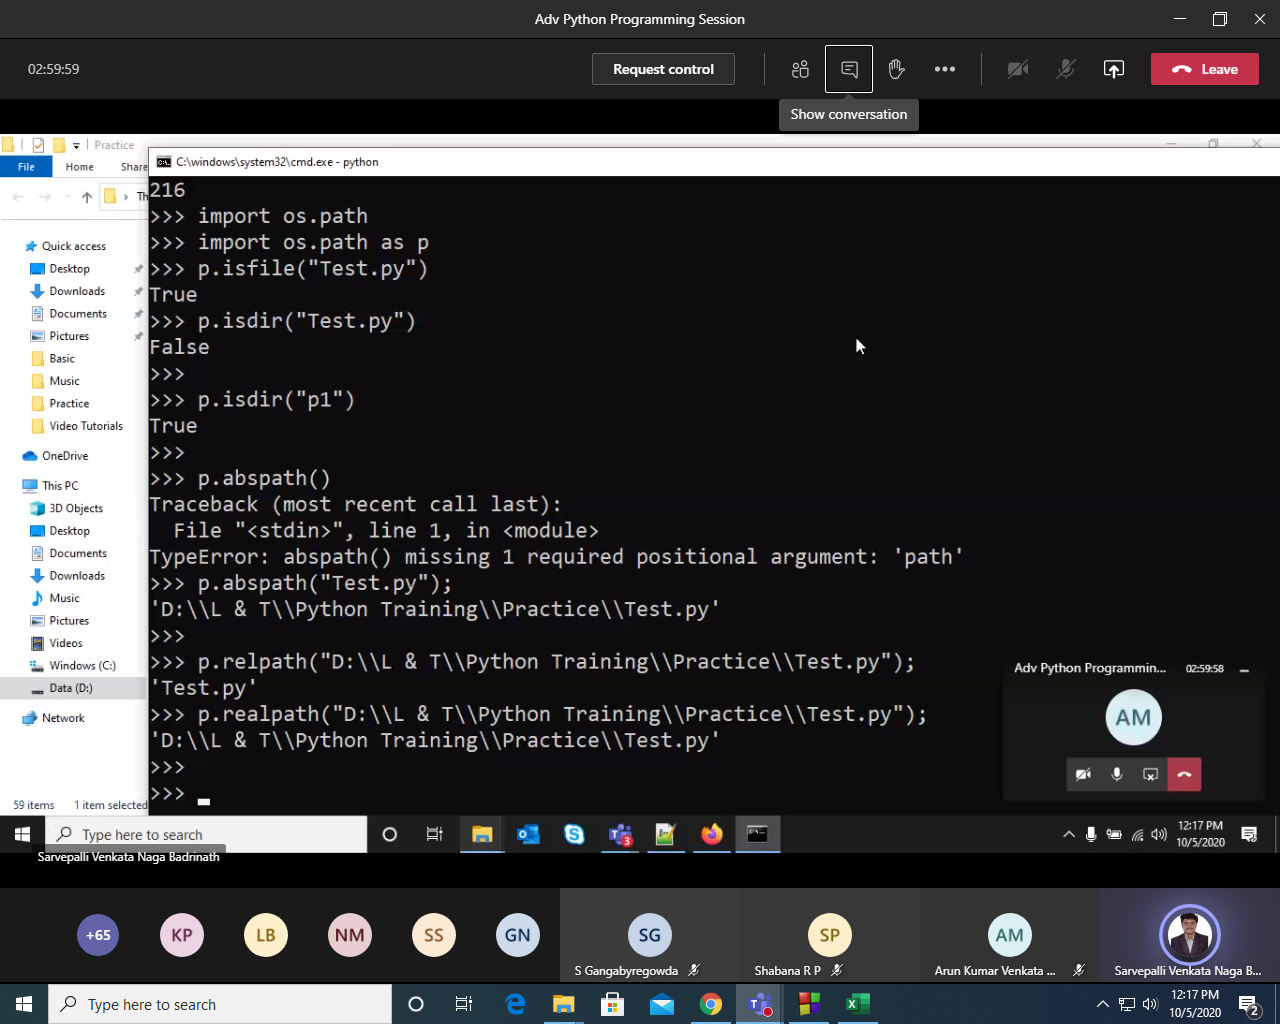 Adv Python Programming Session
02:59:59
Request control
Leave
Show conversation
Practice
File Home Share
Th
C:\windows\system32\cmd.exe - python
Quick access
Desktop
Downloads
Documents
Pictures
Basic
Music
Practice
Video Tutorials
OneDrive
This PC
3D Objects
Desktop
Documents
Downloads
Music
Pictures
Videos
Windows (C:)
Data (D:)
Network
59 items 1 item selected
216
>>> import os.path
>>> import os.path as p
>>> p.isfile("Test.py")
True
>>> p.isdir("Test.py")
False
>>>
>>> p.isdir("p1")
True
>>>
>>> p.abspath()
Traceback (most recent call last):
  File "<stdin>", line 1, in <module>
TypeError: abspath() missing 1 required positional argument: 'path'
>>> p.abspath("Test.py");
'D:\\L & T\\Python Training\\Practice\\Test.py'
>>>
>>> p.relpath("D:\\L & T\\Python Training\\Practice\\Test.py");
'Test.py'
>>> p.realpath("D:\\L & T\\Python Training\\Practice\\Test.py");
'D:\\L & T\\Python Training\\Practice\\Test.py'
>>>
>>>
Adv Python Programmin... 02:59:58
AM
Type here to search
3
12:17 PM
10/5/2020
Sarvepalli Venkata Naga Badrinath
+65 KP LB NM SS GN SG SP AM
S Gangabyregowda Shabana R P Arun Kumar Venkata ... Sarvepalli Venkata Naga B...
Type here to search
12:17 PM
10/5/2020
2